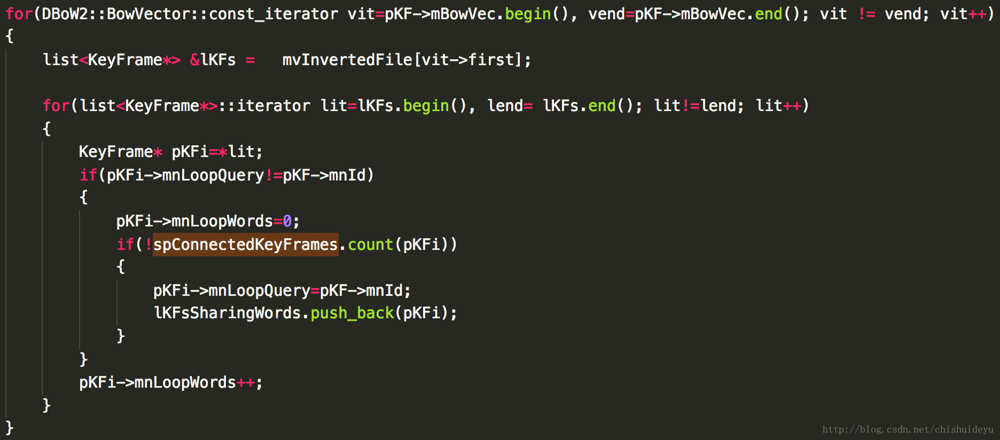 for(DBoW2::BowVector::const_iterator vit=pKF->mBowVec.begin(), vend=pKF->mBowVec.end(); vit != vend; vit++)
{
    list<KeyFrame*> &lKFs =   mvInvertedFile[vit->first];
    for(list<KeyFrame*>::iterator lit=lKFs.begin(), lend= lKFs.end(); lit!=lend; lit++)
    {
        KeyFrame* pKFi=*lit;
        if(pKFi->mnLoopQuery!=pKF->mnId)
        {
            pKFi->mnLoopWords=0;
            if(!spConnectedKeyFrames.count(pKFi))
            {
                pKFi->mnLoopQuery=pKF->mnId;
                lKFsSharingWords.push_back(pKFi);
            }
        }
        pKFi->mnLoopWords++;
    }
}
http://blog.csdn.net/chishuideyu